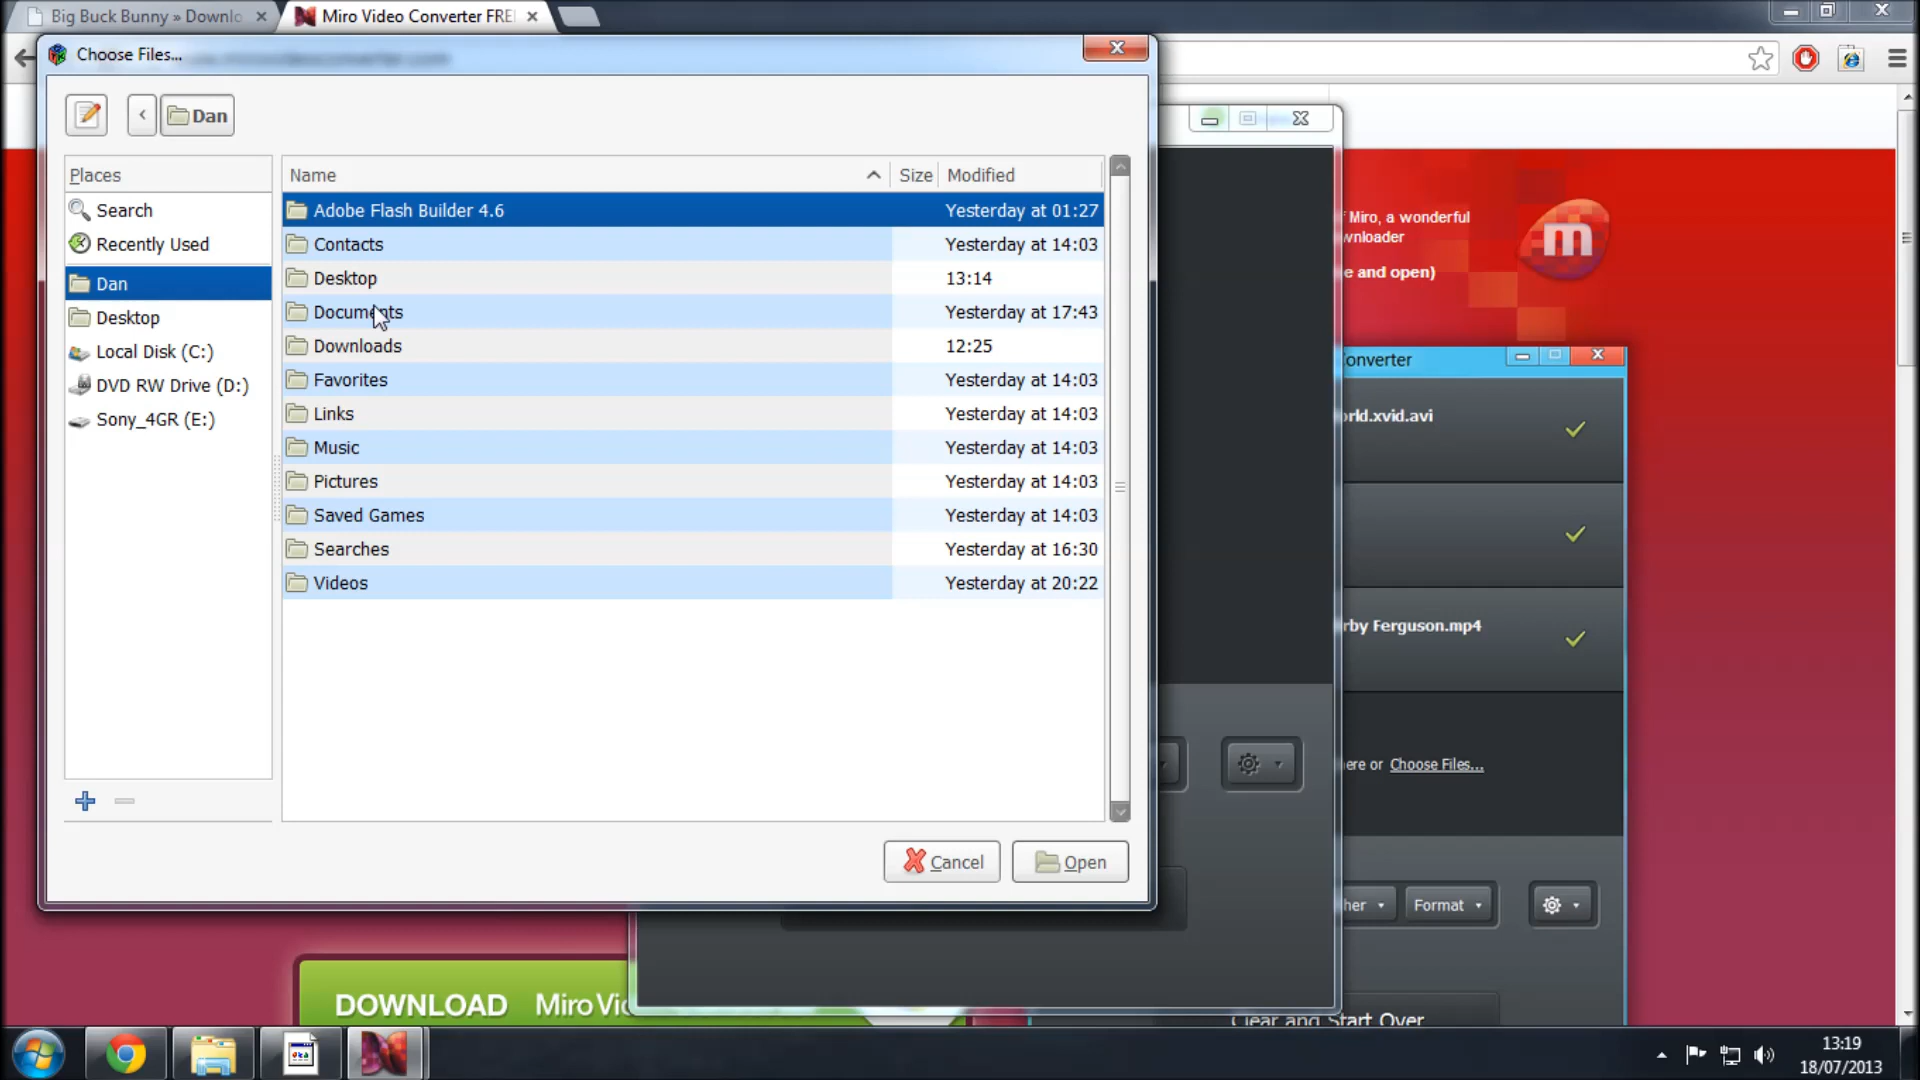 Big Buck Bunny » Downlo
Miro Video Converter FRE
Choose Files...
Dan
Places
Name
Size
Modified
Search
Recently Used
Dan
Desktop
Local Disk (C:)
DVD RW Drive (D:)
Sony_4GR (E:)
Adobe Flash Builder 4.6 Yesterday at 01:27
Contacts Yesterday at 14:03
Desktop 13:14
Documents Yesterday at 17:43
Downloads 12:25
Favorites Yesterday at 14:03
Links Yesterday at 14:03
Music Yesterday at 14:03
Pictures Yesterday at 14:03
Saved Games Yesterday at 14:03
Searches Yesterday at 16:30
Videos Yesterday at 20:22
Cancel
Open
f Miro, a wonderful
wnloader
e and open)
m
onverter
orld.xvid.avi
rby Ferguson.mp4
ere or Choose Files...
her
Format
Clear and Start Over
DOWNLOAD Miro Vid
13:19
18/07/2013